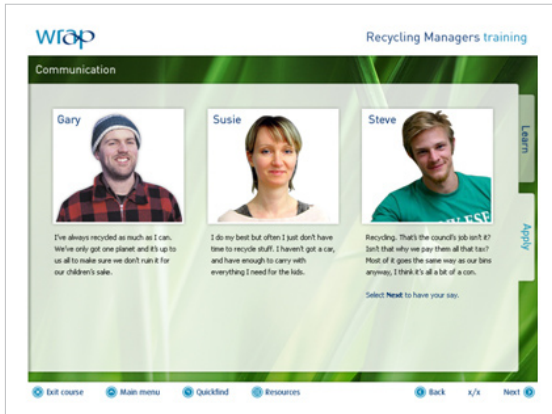 wrap
Recycling Managers training
Communication
Gary
Susie
Steve
Learn
Apply
I've always recycled as much as I can.
We've only got one planet and it's up to
us all to make sure we don't ruin it for
our children's sake.
I do my best but often I just don't have
time to recycle stuff. I haven't got a car,
and have enough to carry with
everything I need for the kids.
Recycling. That's the council's job isn't it?
Isn't that why we pay them all that tax?
Most of it goes the same way as our bins
anyway, I think it's all a bit of a con.
Select Next to have your say.
Exit course
Main menu
Quickfind
Resources
Back
x/x
Next